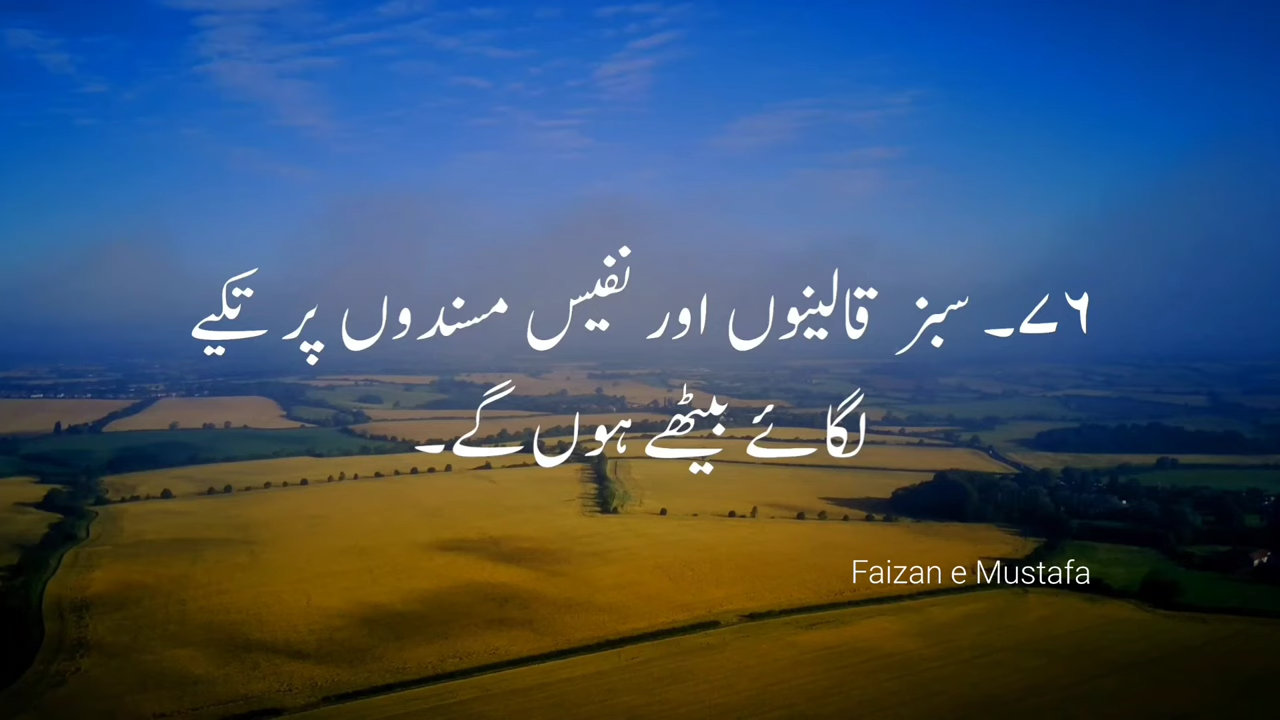 ٧٦۔ سبز قالینوں اور نفیس مسندوں پر تکیے
لگائے بیٹھے ہوں گے۔
Faizan e Mustafa